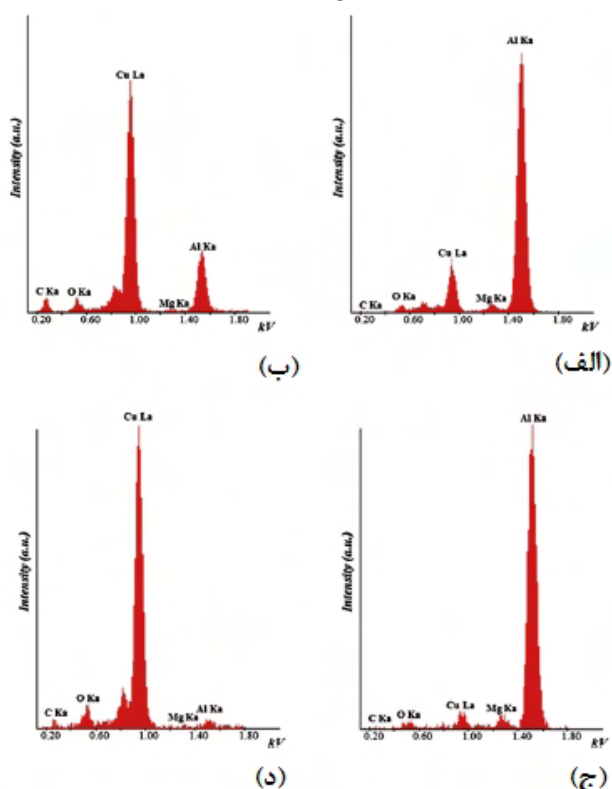 Al Ka
Cu La
Mg Ka
O Ka
C Ka
Intensity (a.u.)
0.20 0.60 1.00 1.40 1.80
kV
(الف)
Cu La
Al Ka
Mg Ka
O Ka
C Ka
Intensity (a.u.)
0.20 0.60 1.00 1.40 1.80
kV
(ب)
Al Ka
Cu La
Mg Ka
O Ka
C Ka
Intensity (a.u.)
0.20 0.60 1.00 1.40 1.80
kV
(ج)
Cu La
O Ka
C Ka
Mg Ka
Al Ka
Intensity (a.u.)
0.20 0.60 1.00 1.40 1.80
kV
(د)